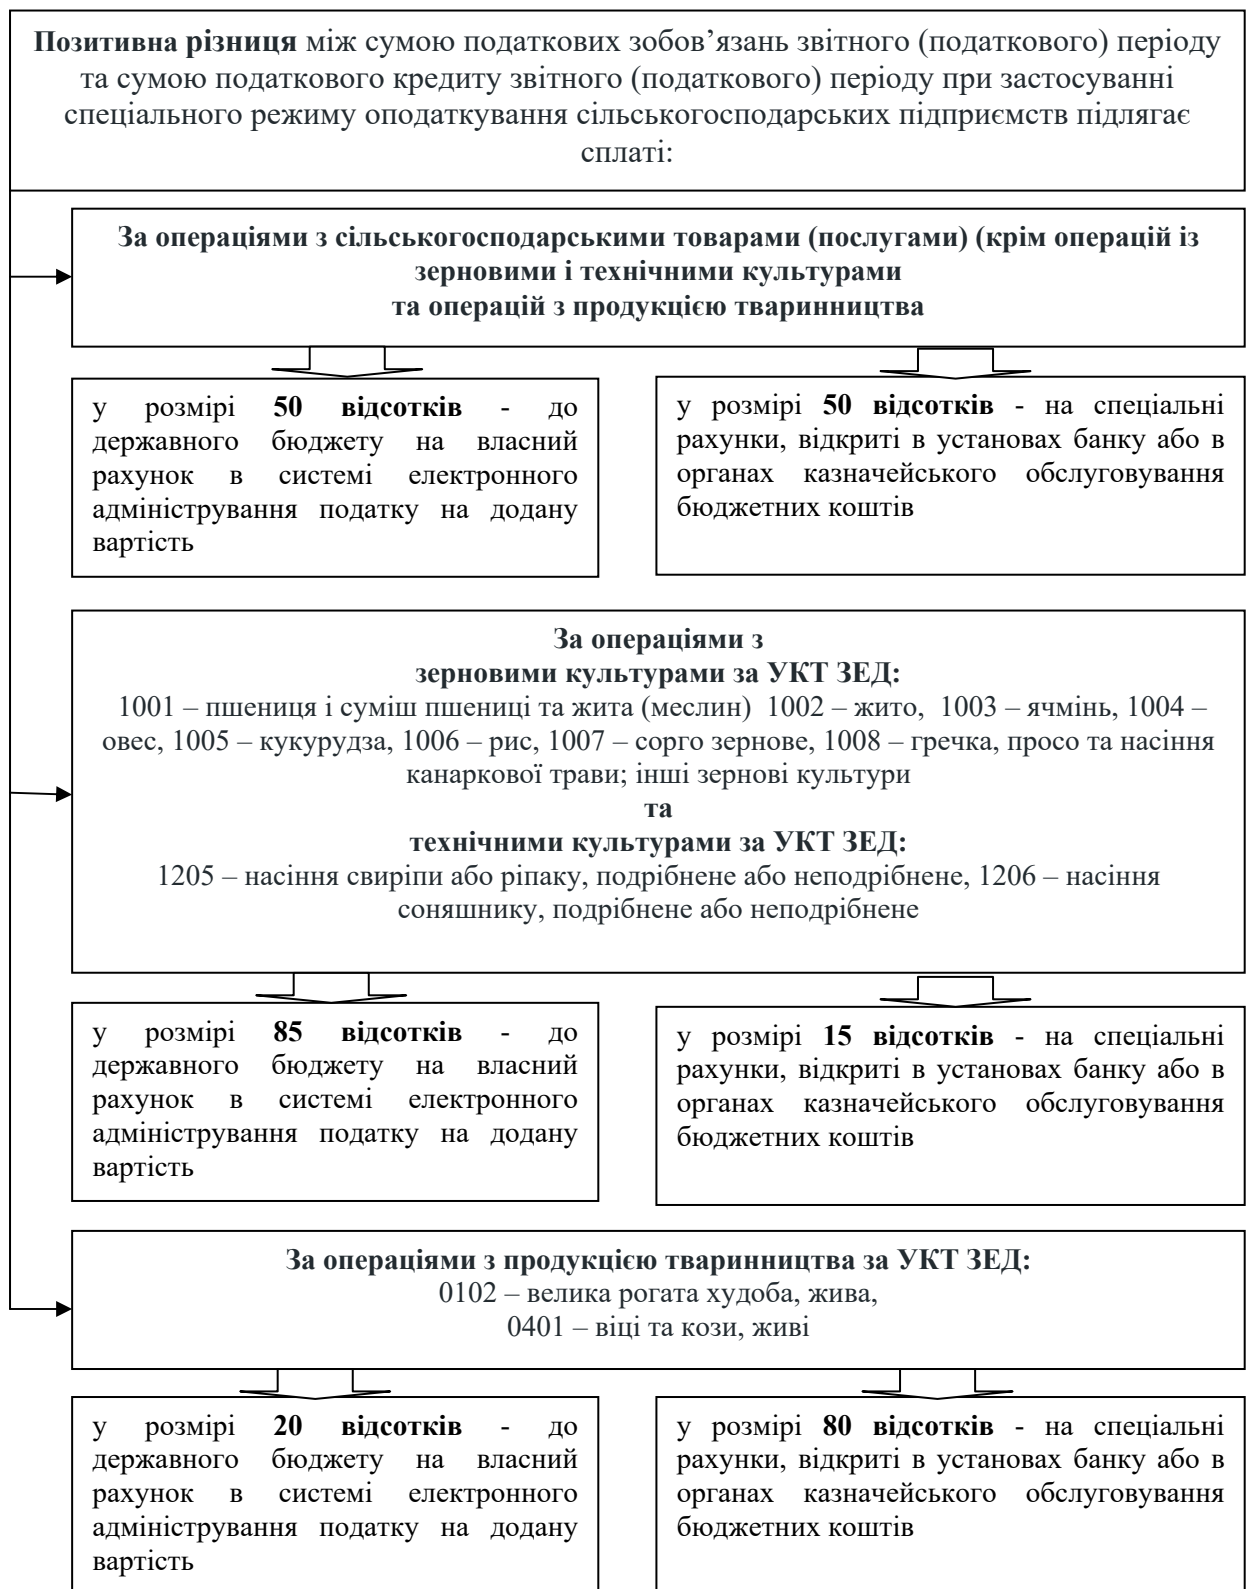 Позитивна різниця між сумою податкових зобов’язань звітного (податкового) періоду
та сумою податкового кредиту звітного (податкового) періоду при застосуванні
спеціального режиму оподаткування сільськогосподарських підприємств підлягає
сплаті:
За операціями з сільськогосподарськими товарами (послугами) (крім операцій із
зерновими і технічними культурами
та операцій з продукцією тваринництва
у розмірі 50 відсотків - до
державного бюджету на власний
рахунок в системі електронного
адміністрування податку на додану
вартість
у розмірі 50 відсотків - на спеціальні
рахунки, відкриті в установах банку або в
органах казначейського обслуговування
бюджетних коштів
За операціями з
зерновими культурами за УКТ ЗЕД:
1001 – пшениця і суміш пшениці та жита (меслин) 1002 – жито, 1003 – ячмінь, 1004 –
овес, 1005 – кукурудза, 1006 – рис, 1007 – сорго зернове, 1008 – гречка, просо та насіння
канаркової трави; інші зернові культури
та
технічними культурами за УКТ ЗЕД:
1205 – насіння свиріпи або ріпаку, подрібнене або неподрібнене, 1206 – насіння
соняшнику, подрібнене або неподрібнене
у розмірі 85 відсотків - до
державного бюджету на власний
рахунок в системі електронного
адміністрування податку на додану
вартість
у розмірі 15 відсотків - на спеціальні
рахунки, відкриті в установах банку або в
органах казначейського обслуговування
бюджетних коштів
За операціями з продукцією тваринництва за УКТ ЗЕД:
0102 – велика рогата худоба, жива,
0401 – віці та кози, живі
у розмірі 20 відсотків - до
державного бюджету на власний
рахунок в системі електронного
адміністрування податку на додану
вартість
у розмірі 80 відсотків - на спеціальні
рахунки, відкриті в установах банку або в
органах казначейського обслуговування
бюджетних коштів